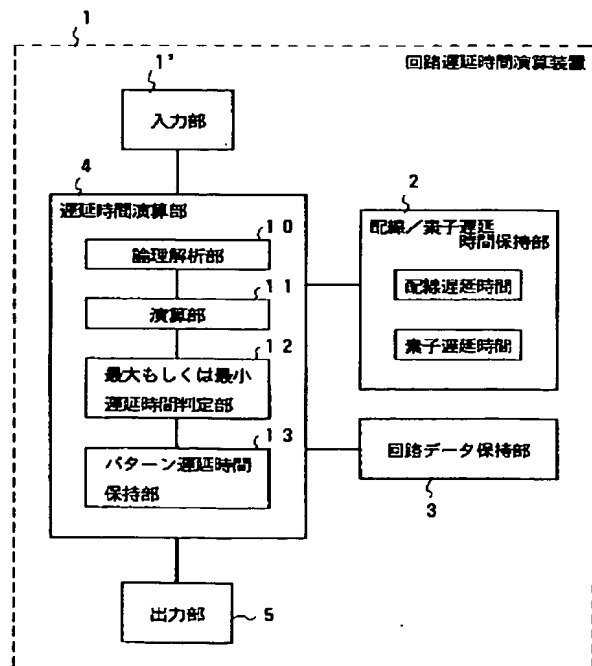 1
回路遅延時間演算装置
1'
入力部
4
遅延時間演算部
10
論理解析部
11
演算部
12
最大もしくは最小
遅延時間判定部
13
パターン遅延時間
保持部
2
配線/素子遅延
時間保持部
配線遅延時間
素子遅延時間
回路データ保持部
3
出力部
5